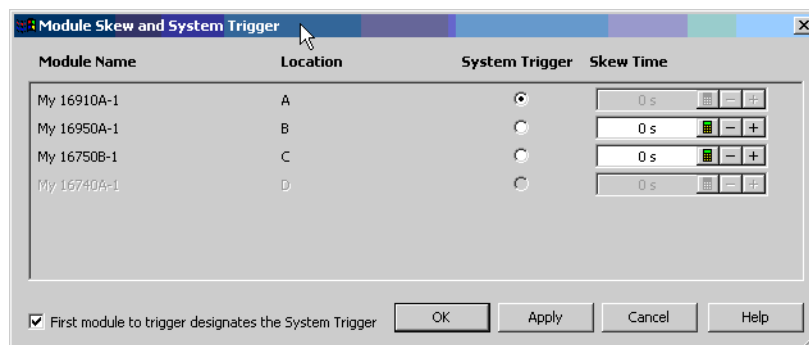 Module Skew and System Trigger
Module Name Location System Trigger Skew Time
My 16910A-1 A 0 s - +
My 16950A-1 B 0 s - +
My 16750B-1 C 0 s - +
My 16740A-1 D 0 s - +
First module to trigger designates the System Trigger OK Apply Cancel Help